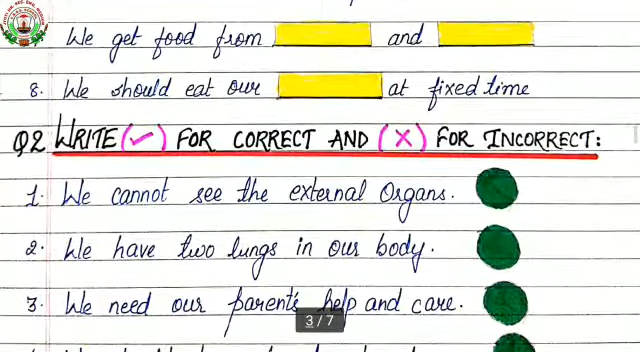 We get food from and
8. We should eat our at fixed time
Q2 WRITE (✓) FOR CORRECT AND (X) FOR INCORRECT:
1. We cannot see the external Organs.
2. We have two lungs in our body.
3. We need our parent's help and care.
3 / 7